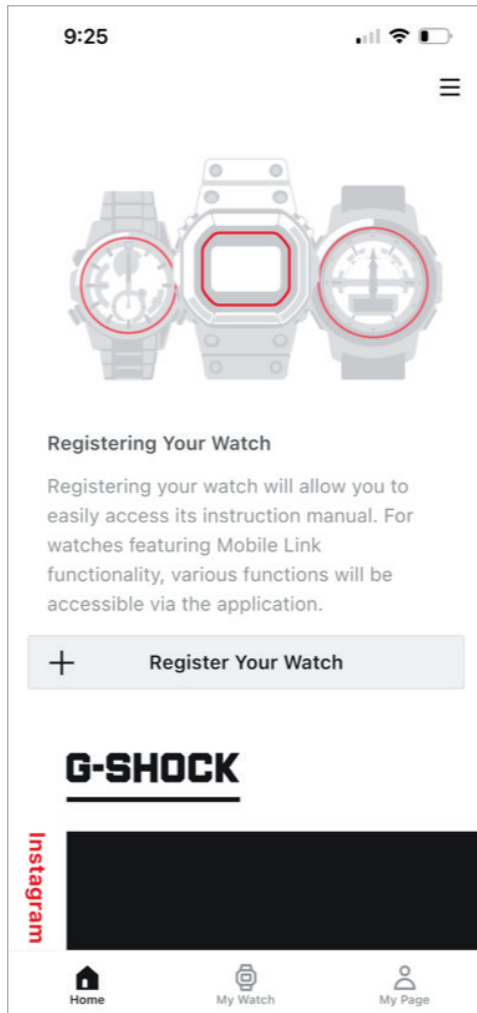 9:25
Registering Your Watch
Registering your watch will allow you to
easily access its instruction manual. For
watches featuring Mobile Link
functionality, various functions will be
accessible via the application.
Register Your Watch
G-SHOCK
Instagram
Home
My Watch
My Page